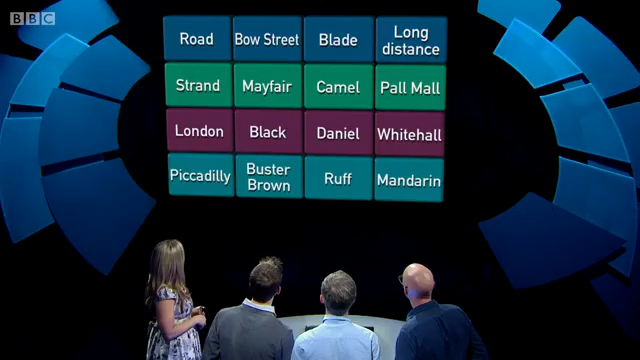 BBC
Road Bow Street Blade Long distance
Strand Mayfair Camel Pall Mall
London Black Daniel Whitehall
Piccadilly Buster Brown Ruff Mandarin